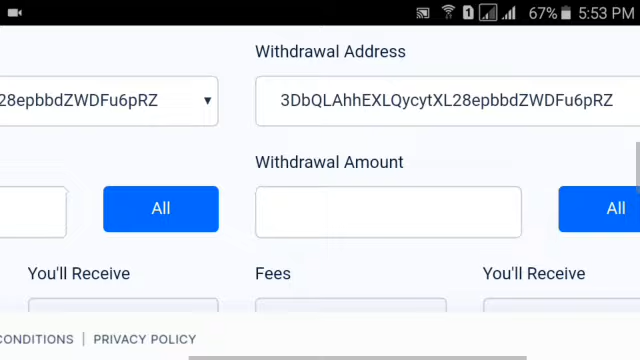 67% 5:53 PM
Withdrawal Address
28epbbdZWDFu6pRZ 3DbQLAhhEXLQycytXL28epbbdZWDFu6pRZ
Withdrawal Amount
All All
You'll Receive Fees You'll Receive
CONDITIONS | PRIVACY POLICY